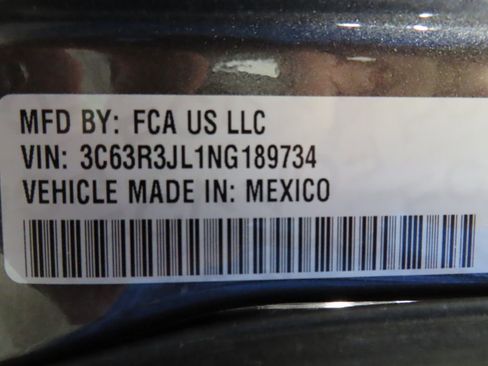 MFD BY: FCA US LLC
VIN: 3C63R3JL1NG189734
VEHICLE MADE IN: MEXICO